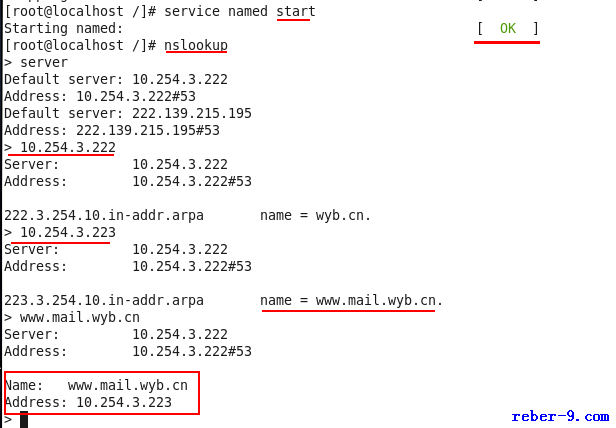 [root@localhost /]# service named start
Starting named:                                            [  OK  ]
[root@localhost /]# nslookup
> server
Default server: 10.254.3.222
Address: 10.254.3.222#53
Default server: 222.139.215.195
Address: 222.139.215.195#53
> 10.254.3.222
Server:         10.254.3.222
Address:        10.254.3.222#53

222.3.254.10.in-addr.arpa       name = wyb.cn.
> 10.254.3.223
Server:         10.254.3.222
Address:        10.254.3.222#53

223.3.254.10.in-addr.arpa       name = www.mail.wyb.cn.
> www.mail.wyb.cn
Server:         10.254.3.222
Address:        10.254.3.222#53

Name:   www.mail.wyb.cn
Address: 10.254.3.223
>
reber-9.com